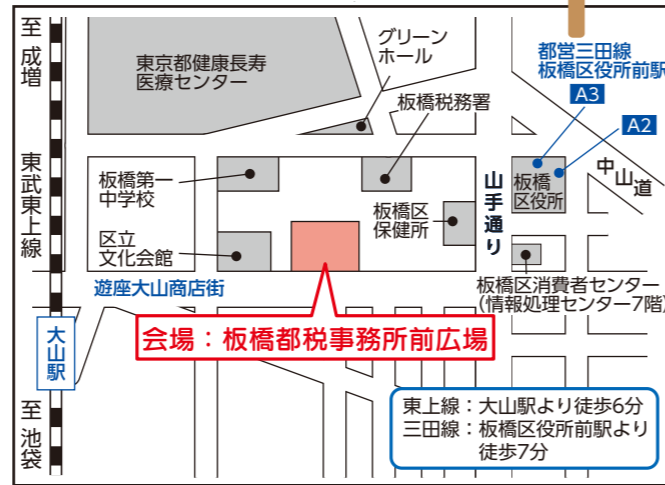 至 成増
東京都健康長寿
医療センター
グリーン
ホール
都営三田線
板橋区役所前駅
A3
A2
板橋税務署
東武東上線
板橋第一
中学校
板橋区
保健所
山手通り
板橋
区役所
中山道
区立
文化会館
遊座大山商店街
板橋区消費者センター
(情報処理センター7階)
会場：板橋都税事務所前広場
大山駅
至 池袋
東上線：大山駅より徒歩6分
三田線：板橋区役所前駅より
徒歩7分